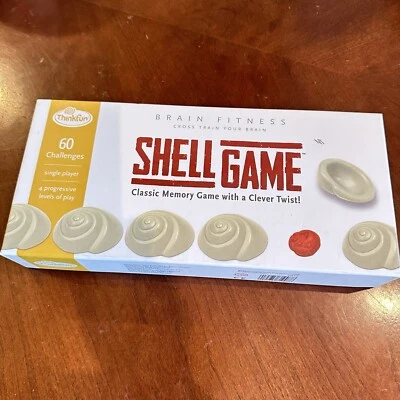 ThinkFun
60
Challenges
single player
4 progressive
levels of play
BRAIN FITNESS
CROSS TRAIN YOUR BRAIN
SHELL GAME™
Classic Memory Game with a Clever Twist!